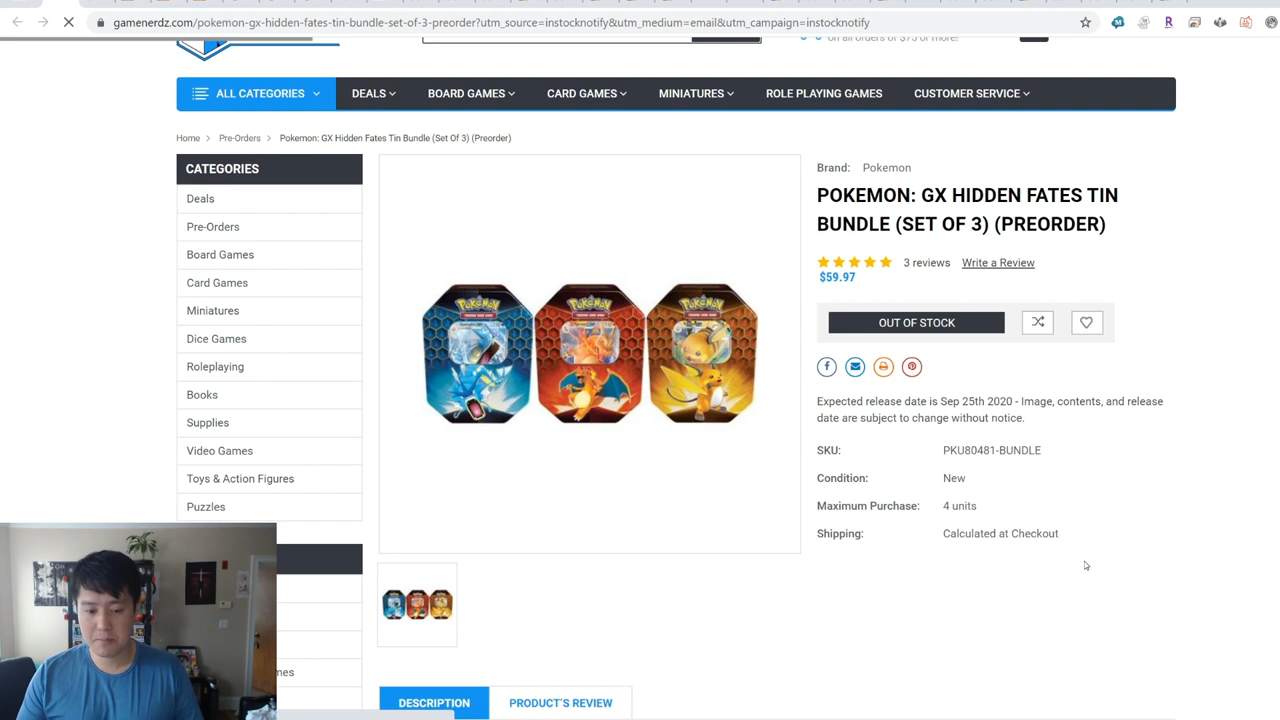 gamenerdz.com/pokemon-gx-hidden-fates-tin-bundle-set-of-3-preorder?utm_source=instocknotify&utm_medium=email&utm_campaign=instocknotify
on all orders of $75 or more!
ALL CATEGORIES DEALS BOARD GAMES CARD GAMES MINIATURES ROLE PLAYING GAMES CUSTOMER SERVICE
Home > Pre-Orders > Pokemon: GX Hidden Fates Tin Bundle (Set Of 3) (Preorder)
CATEGORIES
Deals
Pre-Orders
Board Games
Card Games
Miniatures
Dice Games
Roleplaying
Books
Supplies
Video Games
Toys & Action Figures
Puzzles
mes
POKEMON POKEMON POKEMON
Brand: Pokemon
POKEMON: GX HIDDEN FATES TIN
BUNDLE (SET OF 3) (PREORDER)
3 reviews Write a Review
$59.97
OUT OF STOCK
Expected release date is Sep 25th 2020 - Image, contents, and release
date are subject to change without notice.
SKU: PKU80481-BUNDLE
Condition: New
Maximum Purchase: 4 units
Shipping: Calculated at Checkout
DESCRIPTION PRODUCT'S REVIEW